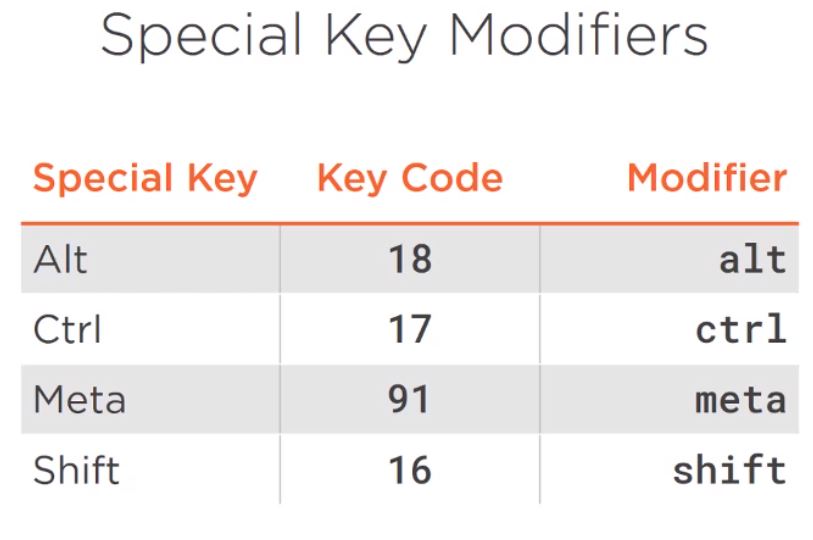 Special Key Modifiers
Special Key Key Code Modifier
Alt 18 alt
Ctrl 17 ctrl
Meta 91 meta
Shift 16 shift